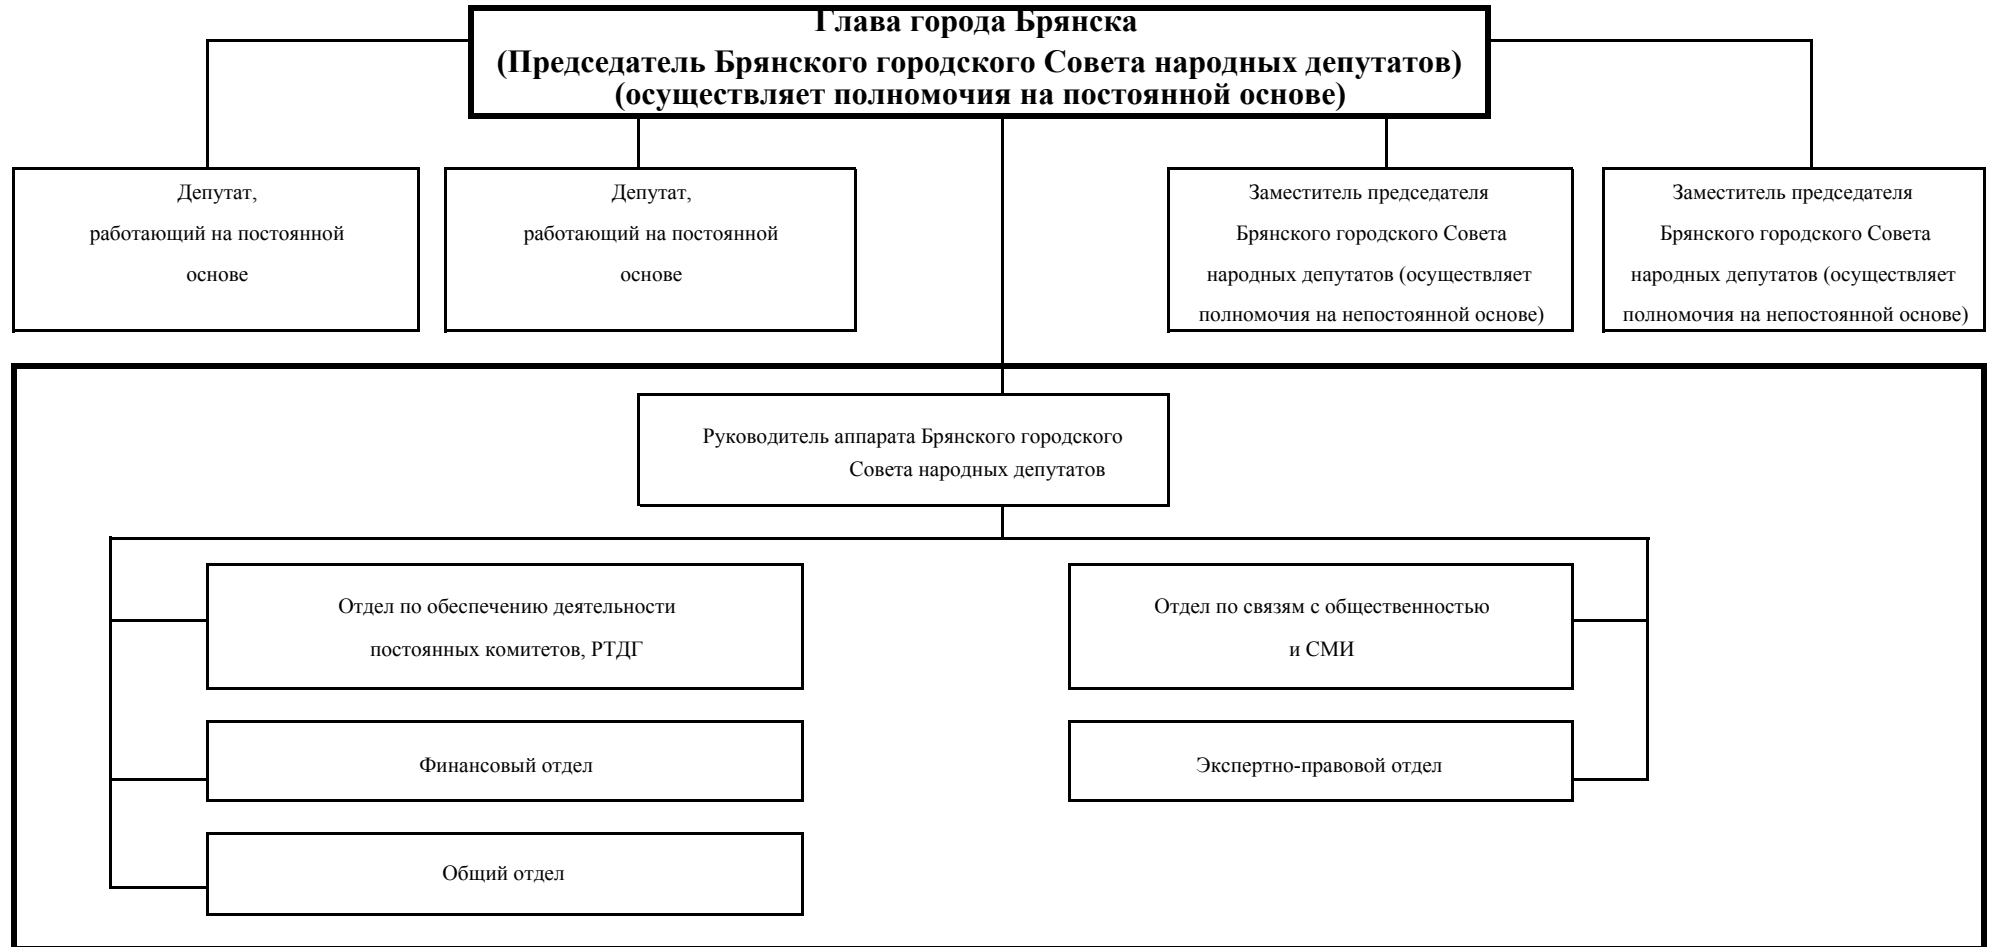 Глава города Брянска
(Председатель Брянского городского Совета народных депутатов)
(осуществляет полномочия на постоянной основе)
Депутат,
работающий на постоянной
основе
Депутат,
работающий на постоянной
основе
Заместитель председателя
Брянского городского Совета
народных депутатов (осуществляет
полномочия на непостоянной основе)
Заместитель председателя
Брянского городского Совета
народных депутатов (осуществляет
полномочия на непостоянной основе)
Руководитель аппарата Брянского городского
Совета народных депутатов
Отдел по обеспечению деятельности
постоянных комитетов, РТДГ
Отдел по связям с общественностью
и СМИ
Финансовый отдел
Экспертно-правовой отдел
Общий отдел